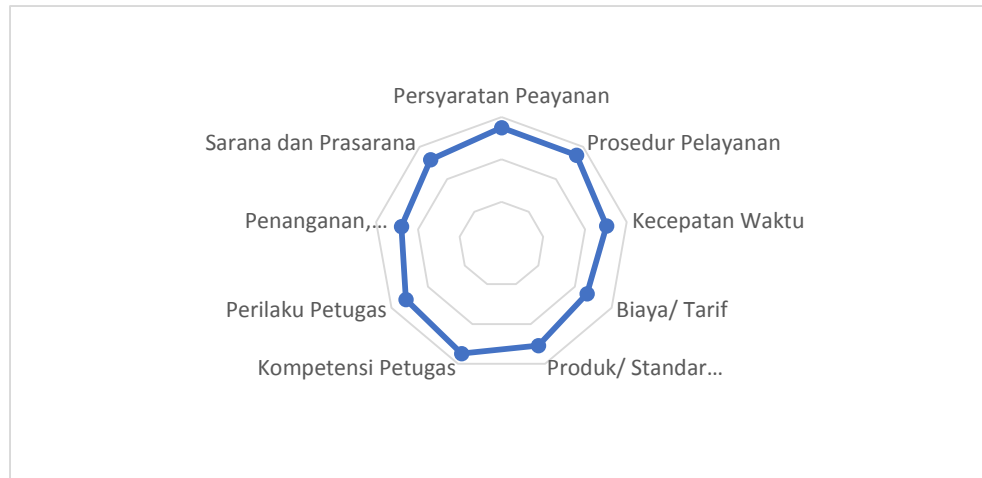 Persyaratan Peayanan
Prosedur Pelayanan
Kecepatan Waktu
Biaya/ Tarif
Produk/ Standar...
Kompetensi Petugas
Perilaku Petugas
Penanganan,...
Sarana dan Prasarana